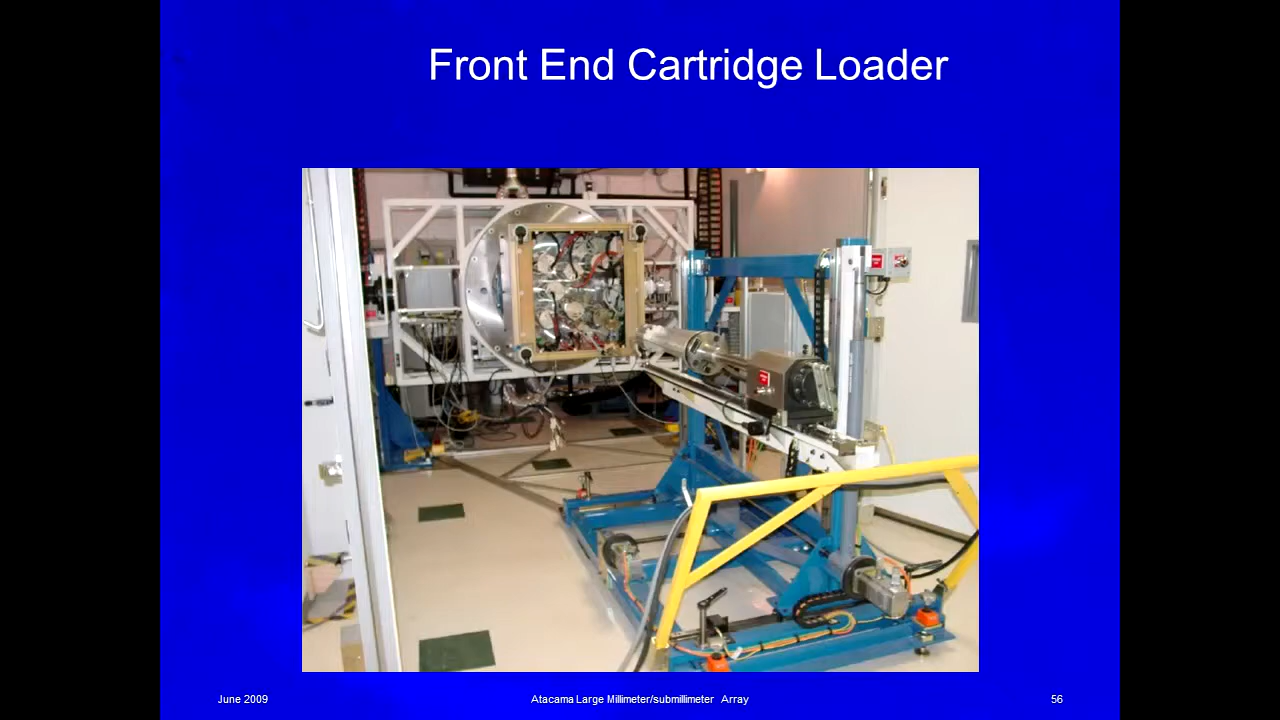 Front End Cartridge Loader
June 2009
Atacama Large Millimeter/submillimeter Array
56